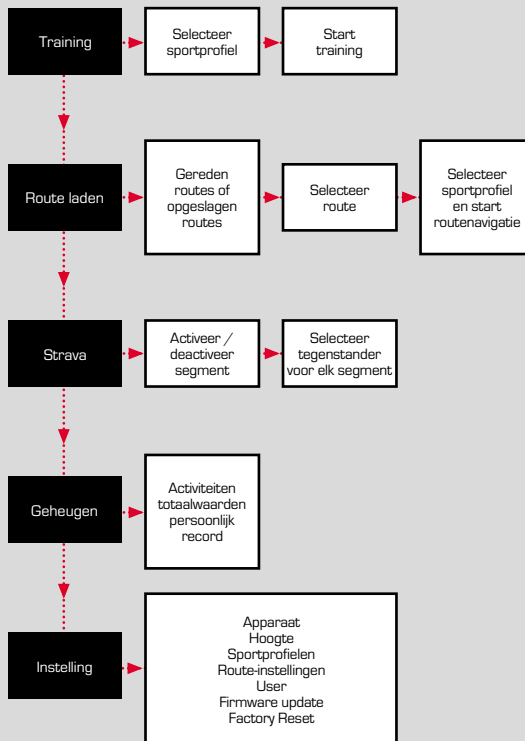 Training
Selecteer
sportprofiel
Start
training
Route laden
Gereden
routes of
opgeslagen
routes
Selecteer
route
Selecteer
sportprofiel
en start
routenavigatie
Strava
Activeer /
deactiveer
segment
Selecteer
tegenstander
voor elk segment
Geheugen
Activiteiten
totaalwaarden
persoonlijk
record
Instelling
Apparaat
Hoogte
Sportprofielen
Route-instellingen
User
Firmware update
Factory Reset